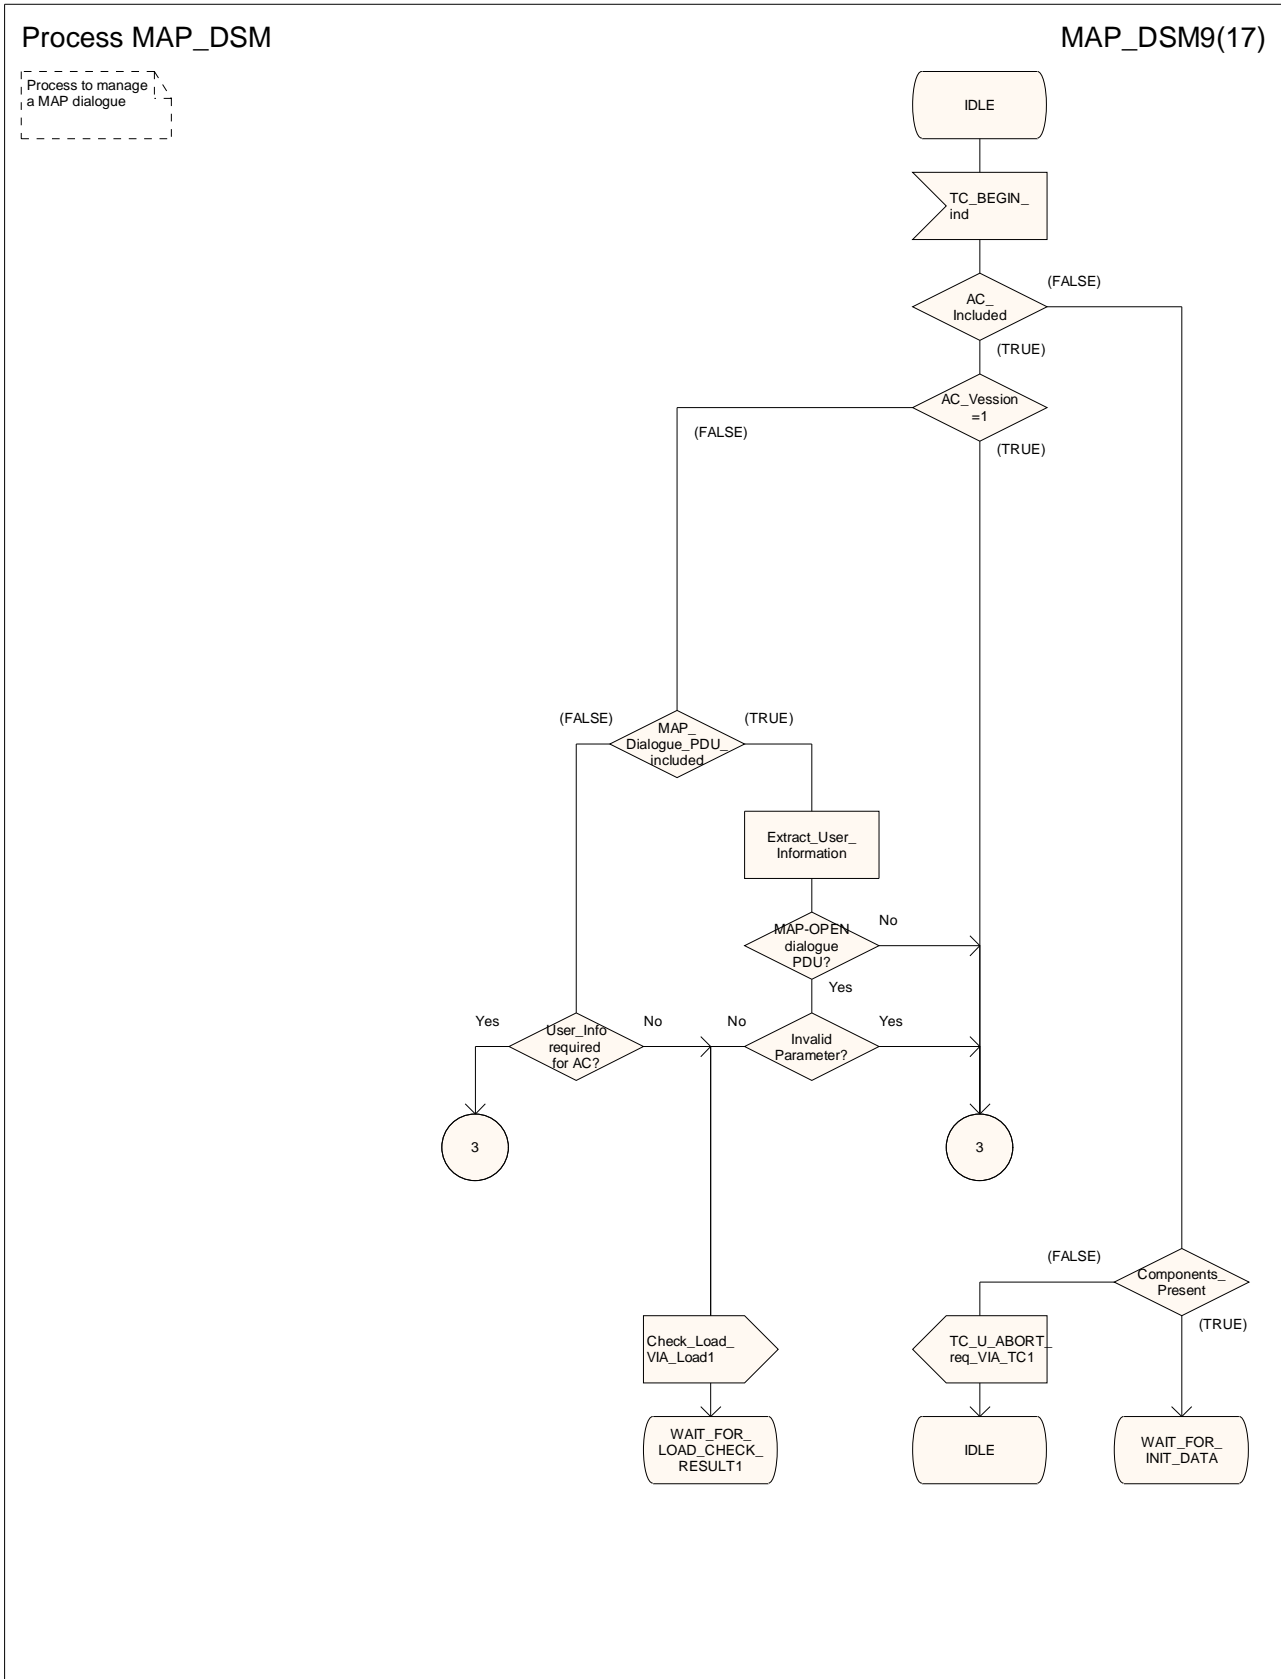 Process MAP_DSM
MAP_DSM9(17)
Process to manage
a MAP dialogue
IDLE
TC_BEGIN_
ind
(FALSE)
AC_
Included
(TRUE)
AC_Vession
=1
(FALSE)
(TRUE)
(FALSE)
(TRUE)
MAP_
Dialogue_PDU_
included
Extract_User_
Information
MAP-OPEN
dialogue
PDU?
No
Yes
Yes
User_Info
required
for AC?
No
No
Invalid
Parameter?
Yes
3
3
(FALSE)
Components_
Present
(TRUE)
Check_Load_
VIA_Load1
TC_U_ABORT_
req_VIA_TC1
WAIT_FOR_
LOAD_CHECK_
RESULT1
IDLE
WAIT_FOR_
INIT_DATA